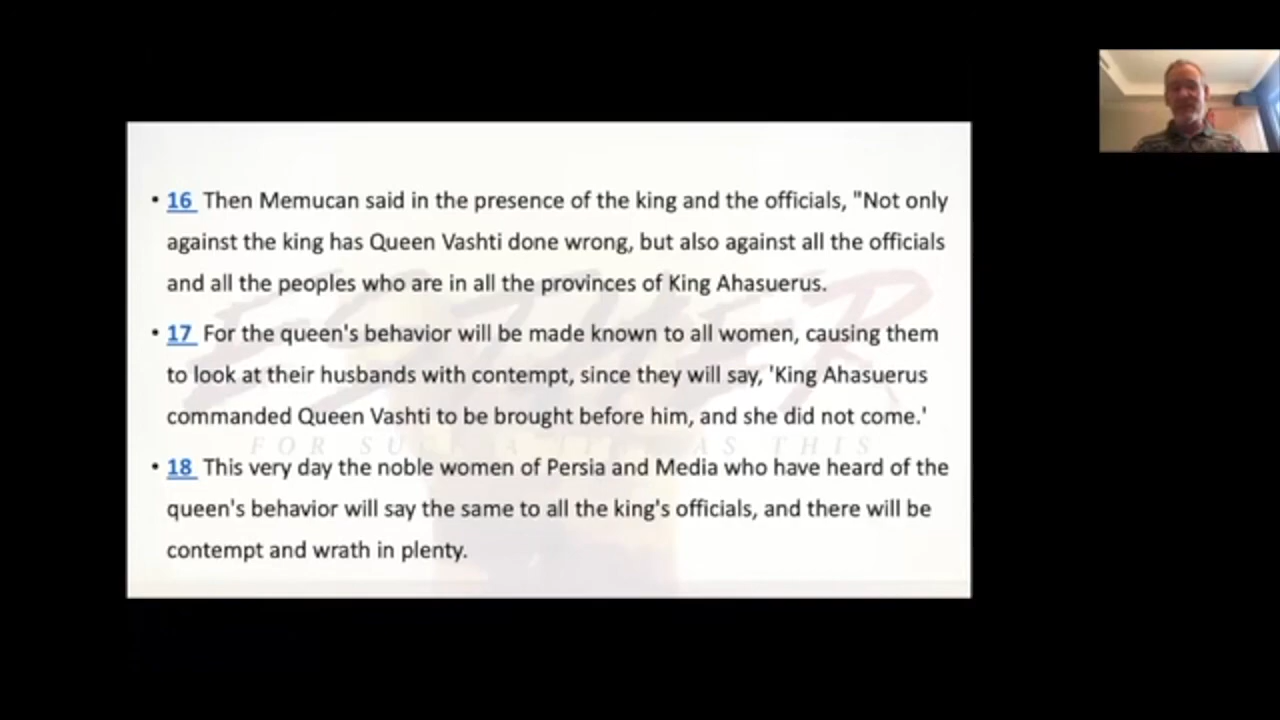 • 16 Then Memucan said in the presence of the king and the officials, "Not only
against the king has Queen Vashti done wrong, but also against all the officials
and all the peoples who are in all the provinces of King Ahasuerus.
• 17 For the queen's behavior will be made known to all women, causing them
to look at their husbands with contempt, since they will say, 'King Ahasuerus
commanded Queen Vashti to be brought before him, and she did not come.'
• 18 This very day the noble women of Persia and Media who have heard of the
queen's behavior will say the same to all the king's officials, and there will be
contempt and wrath in plenty.
ESTHER
FOR SUCH A TIME AS THIS